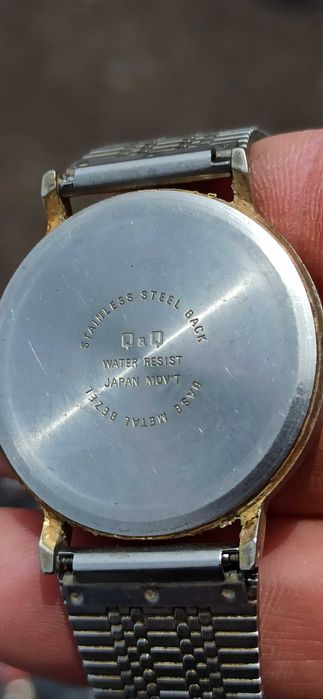 STAINLESS STEEL BACK
Q&Q
WATER RESIST
JAPAN MOV'T
BASE METAL BEZEL